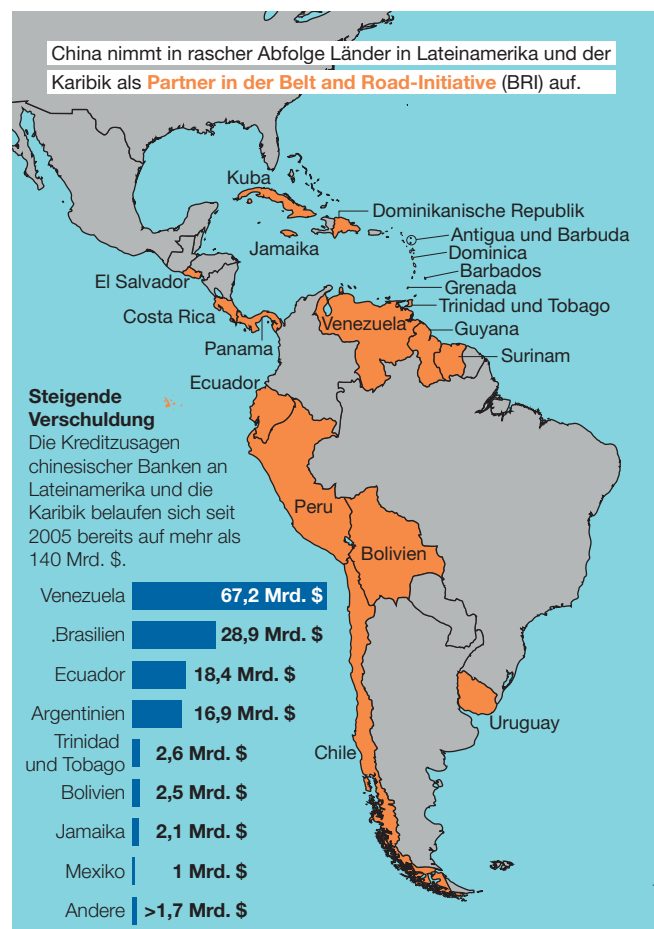 China nimmt in rascher Abfolge Länder in Lateinamerika und der
Karibik als Partner in der Belt and Road-Initiative (BRI) auf.
Kuba
Dominikanische Republik
Jamaika
Antigua und Barbuda
Dominica
Barbados
El Salvador
Grenada
Trinidad und Tobago
Costa Rica
Venezuela
Guyana
Panama
Surinam
Ecuador
Peru
Bolivien
Uruguay
Chile
Steigende
Verschuldung
Die Kreditzusagen
chinesischer Banken an
Lateinamerika und die
Karibik belaufen sich seit
2005 bereits auf mehr als
140 Mrd. $.
Venezuela 67,2 Mrd. $
.Brasilien 28,9 Mrd. $
Ecuador 18,4 Mrd. $
Argentinien 16,9 Mrd. $
Trinidad
und Tobago 2,6 Mrd. $
Bolivien 2,5 Mrd. $
Jamaika 2,1 Mrd. $
Mexiko 1 Mrd. $
Andere >1,7 Mrd. $